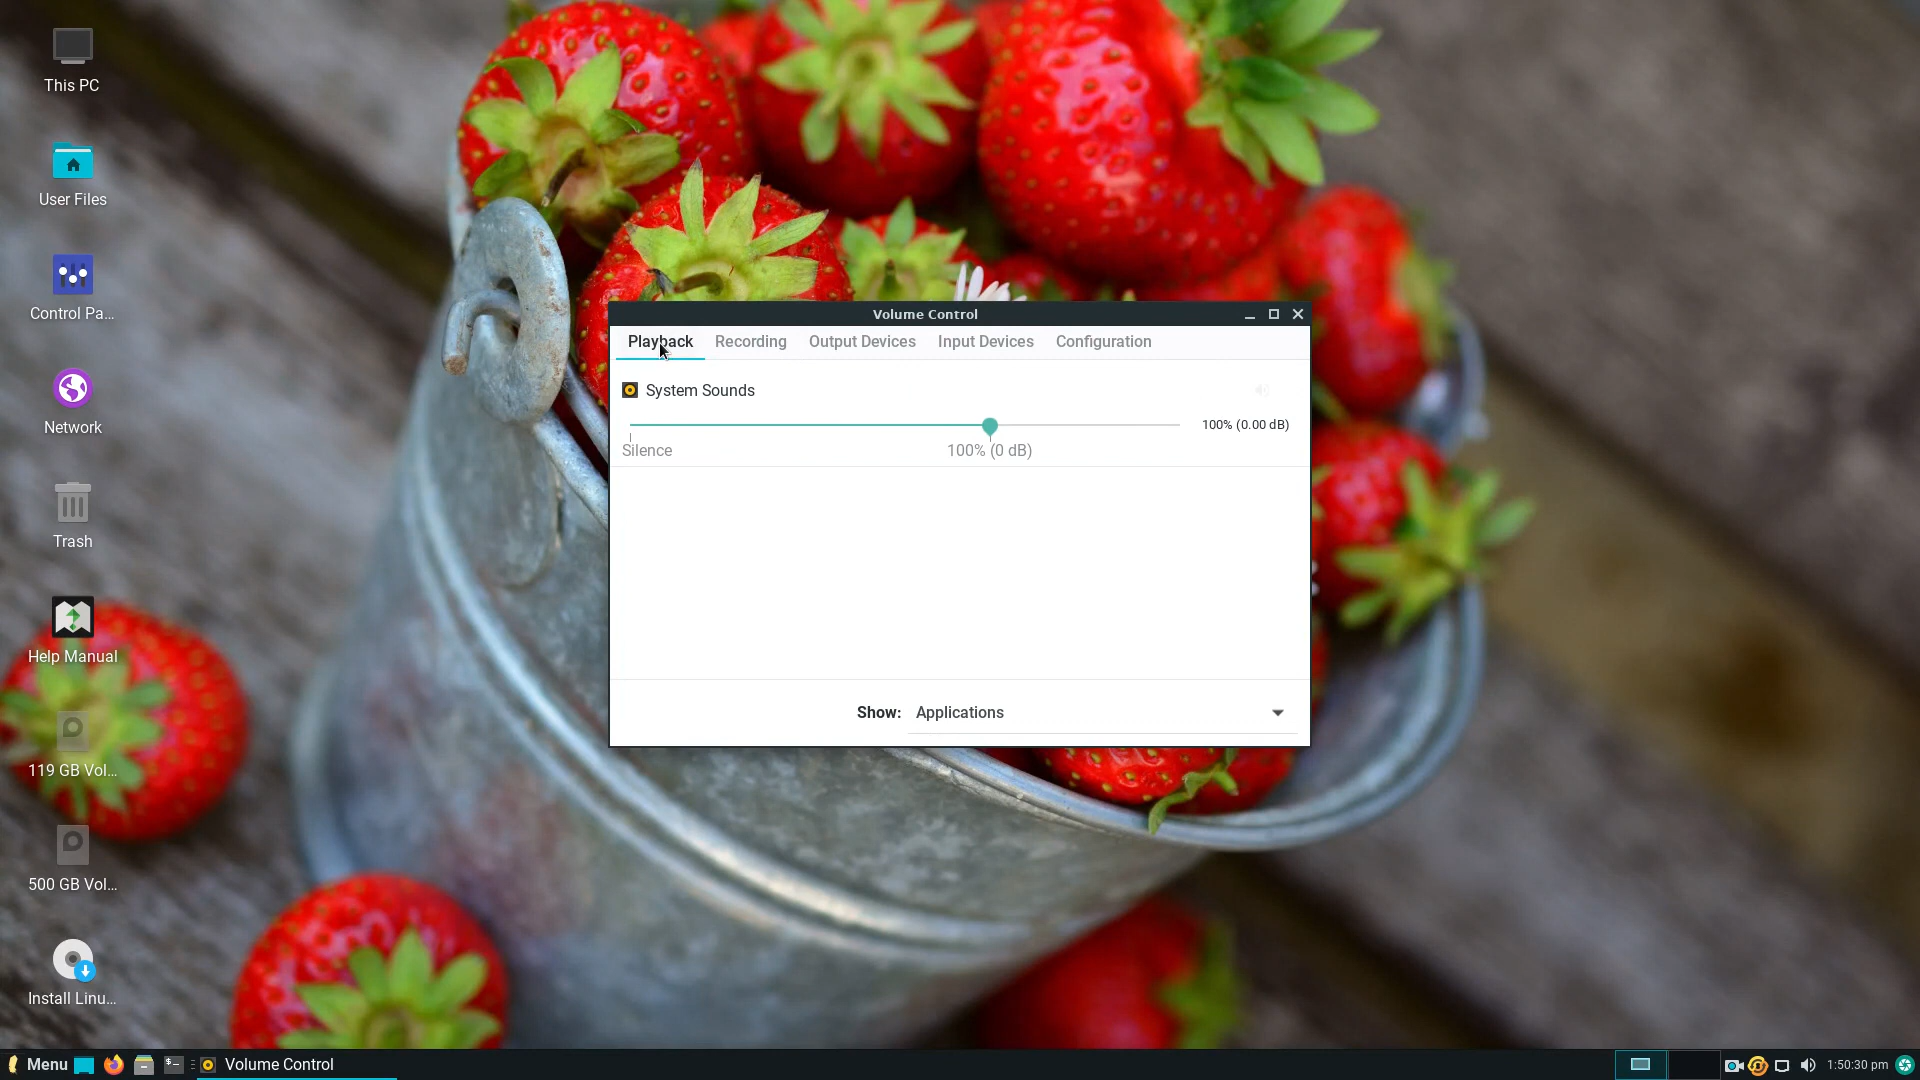 This PC
User Files
Control Pa...
Network
Trash
Help Manual
119 GB Vol...
500 GB Vol...
Install Linu...
Volume Control
Playback Recording Output Devices Input Devices Configuration
System Sounds
100% (0.00 dB)
Silence 100% (0 dB)
Show: Applications
Menu Volume Control 1:50:30 pm